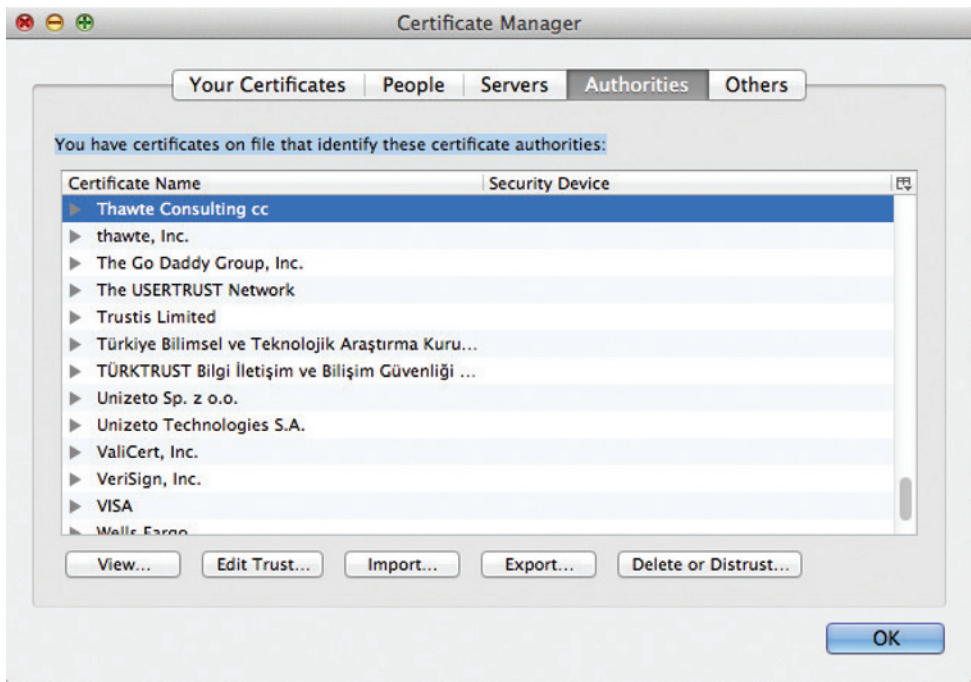 Certificate Manager
Your Certificates People Servers Authorities Others
You have certificates on file that identify these certificate authorities:
Certificate Name Security Device
Thawte Consulting cc
thawte, Inc.
The Go Daddy Group, Inc.
The USERTRUST Network
Trustis Limited
Türkiye Bilimsel ve Teknolojik Araştırma Kuru...
TÜRKTRUST Bilgi İletişim ve Bilişim Güvenliği ...
Unizeto Sp. z o.o.
Unizeto Technologies S.A.
ValiCert, Inc.
VeriSign, Inc.
VISA
Wells Fargo
View... Edit Trust... Import... Export... Delete or Distrust...
OK